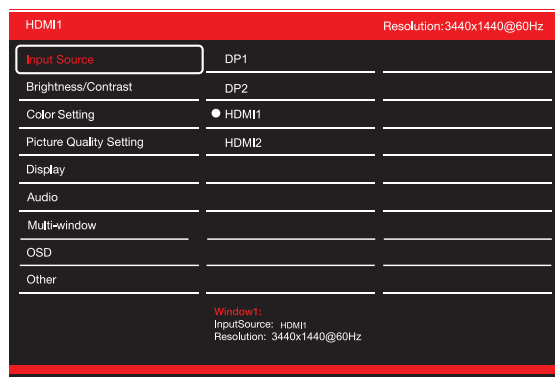 HDMI1 Resolution:3440x1440@60Hz
Input Source DP1
Brightness/Contrast DP2
Color Setting HDMI1
Picture Quality Setting HDMI2
Display
Audio
Multi-window
OSD
Other
Window1:
InputSource: HDMI1
Resolution: 3440x1440@60Hz